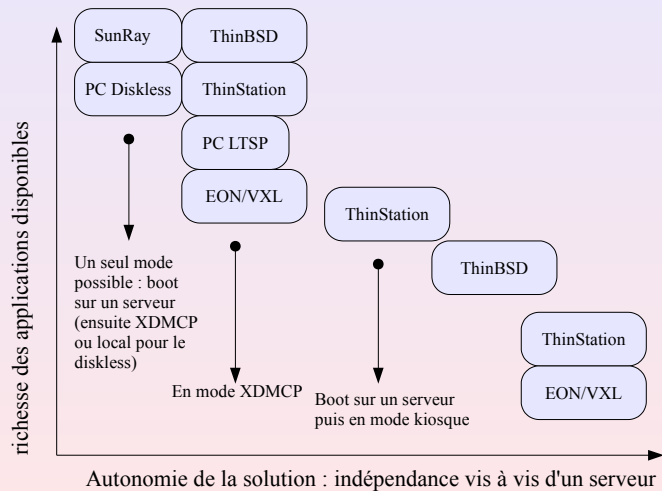 richesse des applications disponibles
SunRay
ThinBSD
PC Diskless
ThinStation
PC LTSP
EON/VXL
ThinStation
ThinBSD
ThinStation
EON/VXL
Un seul mode
possible : boot
sur un serveur
(ensuite XDMCP
ou local pour le
diskless)
En mode XDMCP
Boot sur un serveur
puis en mode kiosque
Autonomie de la solution : indépendance vis à vis d'un serveur